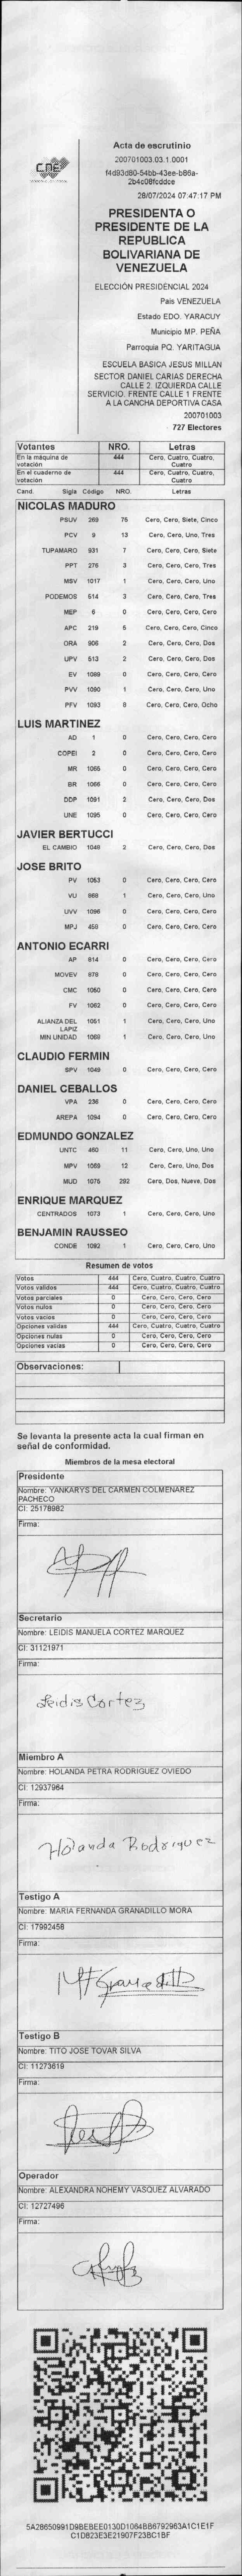 CNE
Acta de escrutinio
200701003.03.1.0001
f4d93d80-54bb-43ee-b86a-
2b4c08fcddce
28/07/2024 07:47:17 PM
PRESIDENTA O
PRESIDENTE DE LA
REPUBLICA
BOLIVARIANA DE
VENEZUELA
ELECCIÓN PRESIDENCIAL 2024
País VENEZUELA
Estado EDO. YARACUY
Municipio MP. PEÑA
Parroquia PQ. YARITAGUA
ESCUELA BASICA JESUS MILLAN
SECTOR DANIEL CARIAS DERECHA
CALLE 2. IZQUIERDA CALLE
SERVICIO. FRENTE CALLE 1 FRENTE
A LA CANCHA DEPORTIVA CASA
200701003
727 Electores
Votantes NRO. Letras
En la máquina de votación 444 Cero, Cuatro, Cuatro, Cuatro
En el cuaderno de votación 444 Cero, Cuatro, Cuatro, Cuatro
Cand. Sigla Código NRO. Letras
NICOLAS MADURO
PSUV 269 75 Cero, Cero, Siete, Cinco
PCV 9 13 Cero, Cero, Uno, Tres
TUPAMARO 931 7 Cero, Cero, Cero, Siete
PPT 275 3 Cero, Cero, Cero, Tres
MSV 1017 1 Cero, Cero, Cero, Uno
PODEMOS 514 3 Cero, Cero, Cero, Tres
MEP 6 0 Cero, Cero, Cero, Cero
APC 219 5 Cero, Cero, Cero, Cinco
ORA 906 2 Cero, Cero, Cero, Dos
UPV 513 2 Cero, Cero, Cero, Dos
EV 1089 0 Cero, Cero, Cero, Cero
PVV 1090 1 Cero, Cero, Cero, Uno
PFV 1093 8 Cero, Cero, Cero, Ocho
LUIS MARTINEZ
AD 1 0 Cero, Cero, Cero, Cero
COPEI 2 0 Cero, Cero, Cero, Cero
MR 1065 0 Cero, Cero, Cero, Cero
BR 1066 0 Cero, Cero, Cero, Cero
DDP 1091 2 Cero, Cero, Cero, Dos
UNE 1095 0 Cero, Cero, Cero, Cero
JAVIER BERTUCCI
EL CAMBIO 1048 2 Cero, Cero, Cero, Dos
JOSE BRITO
PV 1053 0 Cero, Cero, Cero, Cero
VU 868 1 Cero, Cero, Cero, Uno
UVV 1096 0 Cero, Cero, Cero, Cero
MPJ 458 0 Cero, Cero, Cero, Cero
ANTONIO ECARRI
AP 814 0 Cero, Cero, Cero, Cero
MOVEV 878 0 Cero, Cero, Cero, Cero
CMC 1050 0 Cero, Cero, Cero, Cero
FV 1062 0 Cero, Cero, Cero, Cero
ALIANZA DEL LAPIZ 1051 1 Cero, Cero, Cero, Uno
MIN UNIDAD 1068 1 Cero, Cero, Cero, Uno
CLAUDIO FERMIN
SPV 1049 0 Cero, Cero, Cero, Cero
DANIEL CEBALLOS
VPA 236 0 Cero, Cero, Cero, Cero
AREPA 1094 0 Cero, Cero, Cero, Cero
EDMUNDO GONZALEZ
UNTC 460 11 Cero, Cero, Uno, Uno
MPV 1069 12 Cero, Cero, Uno, Dos
MUD 1075 292 Cero, Dos, Nueve, Dos
ENRIQUE MARQUEZ
CENTRADOS 1073 1 Cero, Cero, Cero, Uno
BENJAMIN RAUSSEO
CONDE 1092 1 Cero, Cero, Cero, Uno
Resumen de votos
Votos 444 Cero, Cuatro, Cuatro, Cuatro
Votos validos 444 Cero, Cuatro, Cuatro, Cuatro
Votos parciales 0 Cero, Cero, Cero, Cero
Votos nulos 0 Cero, Cero, Cero, Cero
Votos vacios 0 Cero, Cero, Cero, Cero
Opciones validas 444 Cero, Cuatro, Cuatro, Cuatro
Opciones nulas 0 Cero, Cero, Cero, Cero
Opciones vacias 0 Cero, Cero, Cero, Cero
Observaciones:
Se levanta la presente acta la cual firman en
señal de conformidad.
Miembros de la mesa electoral
Presidente
Nombre: YANKARYS DEL CARMEN COLMENAREZ
PACHECO
CI: 25178982
Firma:
Secretario
Nombre: LEIDIS MANUELA CORTEZ MARQUEZ
CI: 31121971
Firma:
Leidis Cortez
Miembro A
Nombre: HOLANDA PETRA RODRIGUEZ OVIEDO
CI: 12937964
Firma:
Holanda Rodriguez
Testigo A
Nombre: MARIA FERNANDA GRANADILLO MORA
CI: 17992458
Firma:
Testigo B
Nombre: TITO JOSE TOVAR SILVA
CI: 11273619
Firma:
Operador
Nombre: ALEXANDRA NOHEMY VASQUEZ ALVARADO
CI: 12727496
Firma:
5A28650991D9BEBEE0130D1064BB6792963A1C1E1F
C1D823E3E21907F23BC1BF